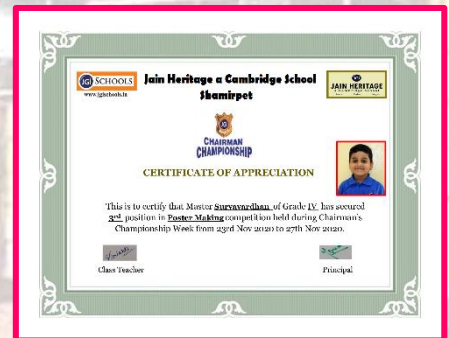 JGI SCHOOLS
www.jgischools.in
Jain Heritage a Cambridge School
Shamirpet
JAIN HERITAGE
CHAIRMAN
CHAMPIONSHIP
CERTIFICATE OF APPRECIATION
This is to certify that Master Suryavardhan of Grade IV has secured
3rd position in Poster Making competition held during Chairman's
Championship Week from 23rd Nov 2020 to 27th Nov 2020.
Class Teacher
Principal